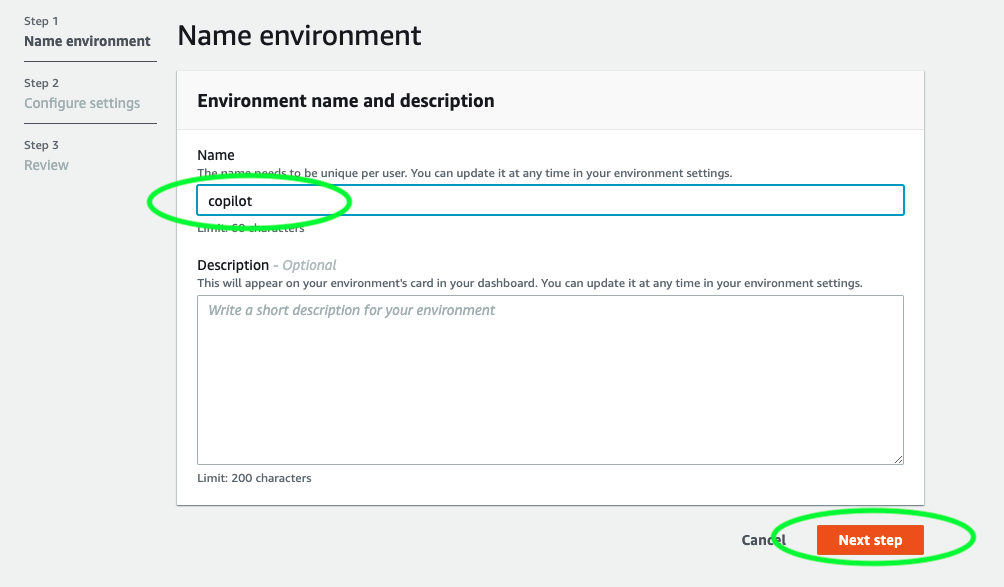 Step 1
Name environment
Step 2
Configure settings
Step 3
Review
Name environment
Environment name and description
Name
The name needs to be unique per user. You can update it at any time in your environment settings.
copilot
Limit: 60 characters
Description - Optional
This will appear on your environment's card in your dashboard. You can update it at any time in your environment settings.
Write a short description for your environment
Limit: 200 characters
Cancel
Next step